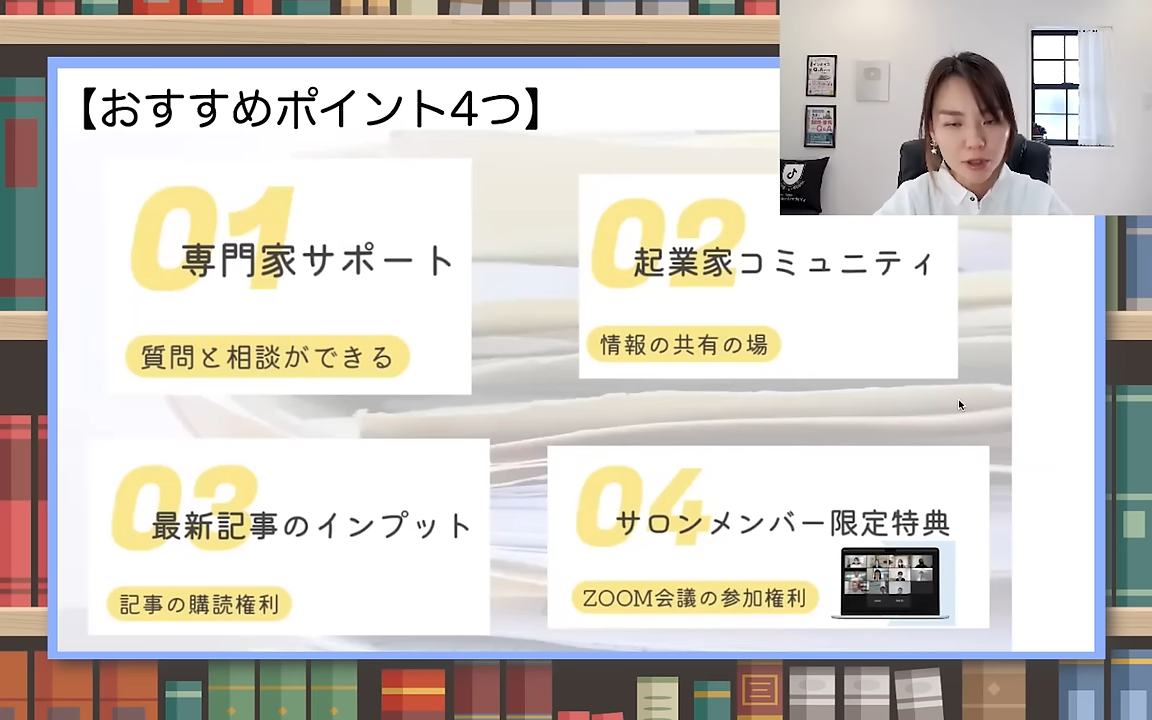 【おすすめポイント4つ】
01
専門家サポート
質問と相談ができる
02
起業家コミュニティ
情報の共有の場
03
最新記事のインプット
記事の購読権利
04
サロンメンバー限定特典
ZOOM会議の参加権利
Q&A
Q&A